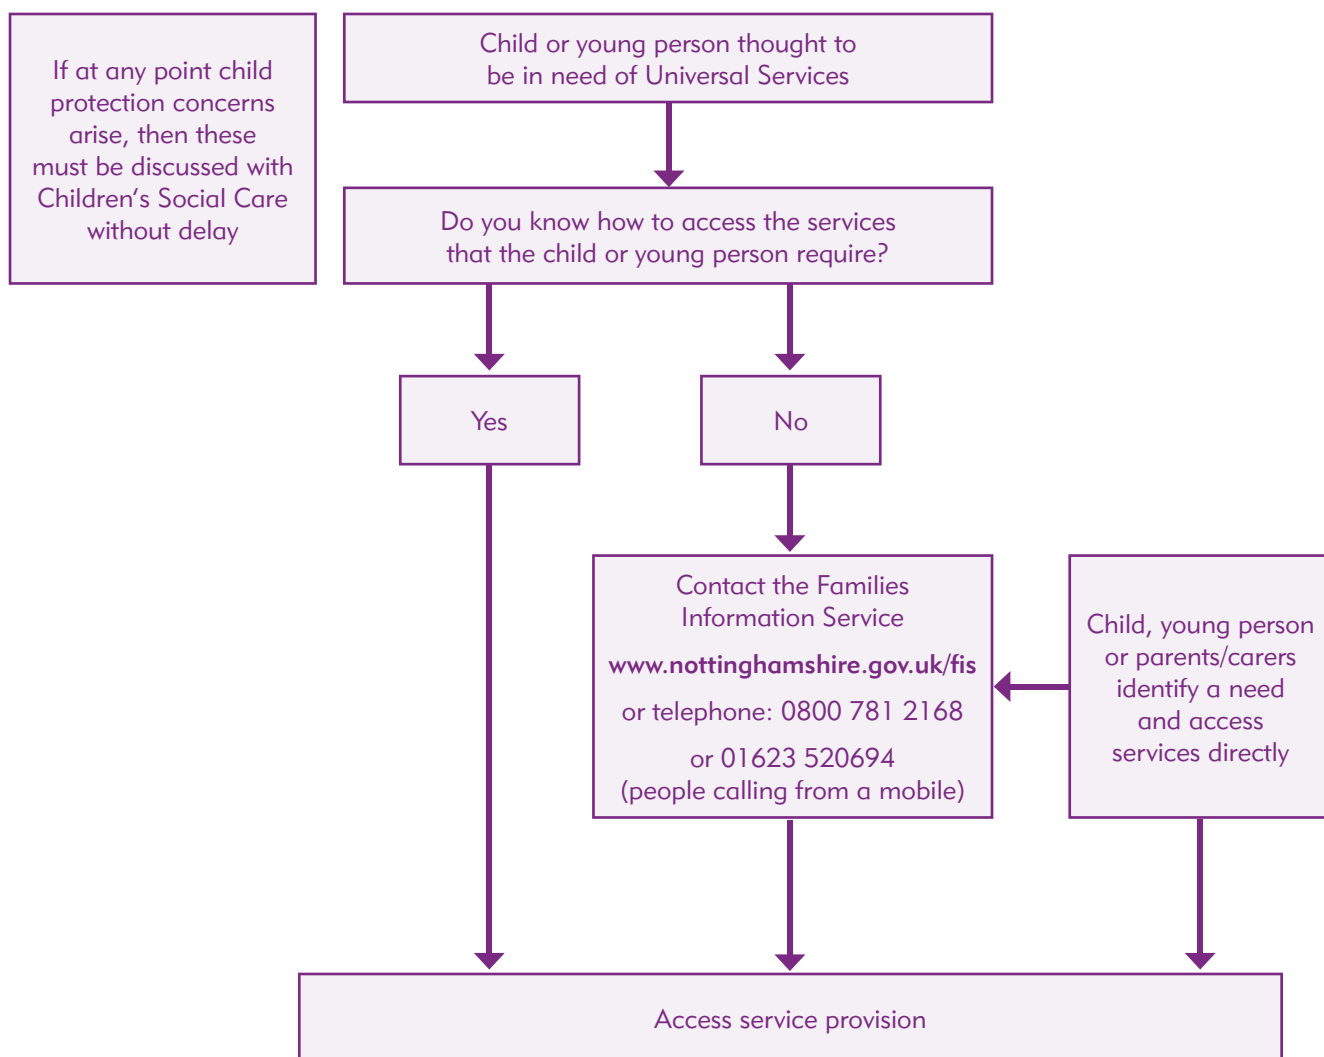 If at any point child
protection concerns
arise, then these
must be discussed with
Children's Social Care
without delay
Child or young person thought to
be in need of Universal Services
Do you know how to access the services
that the child or young person require?
Yes
No
Contact the Families
Information Service
www.nottinghamshire.gov.uk/fis
or telephone: 0800 781 2168
or 01623 520694
(people calling from a mobile)
Child, young person
or parents/carers
identify a need
and access
services directly
Access service provision